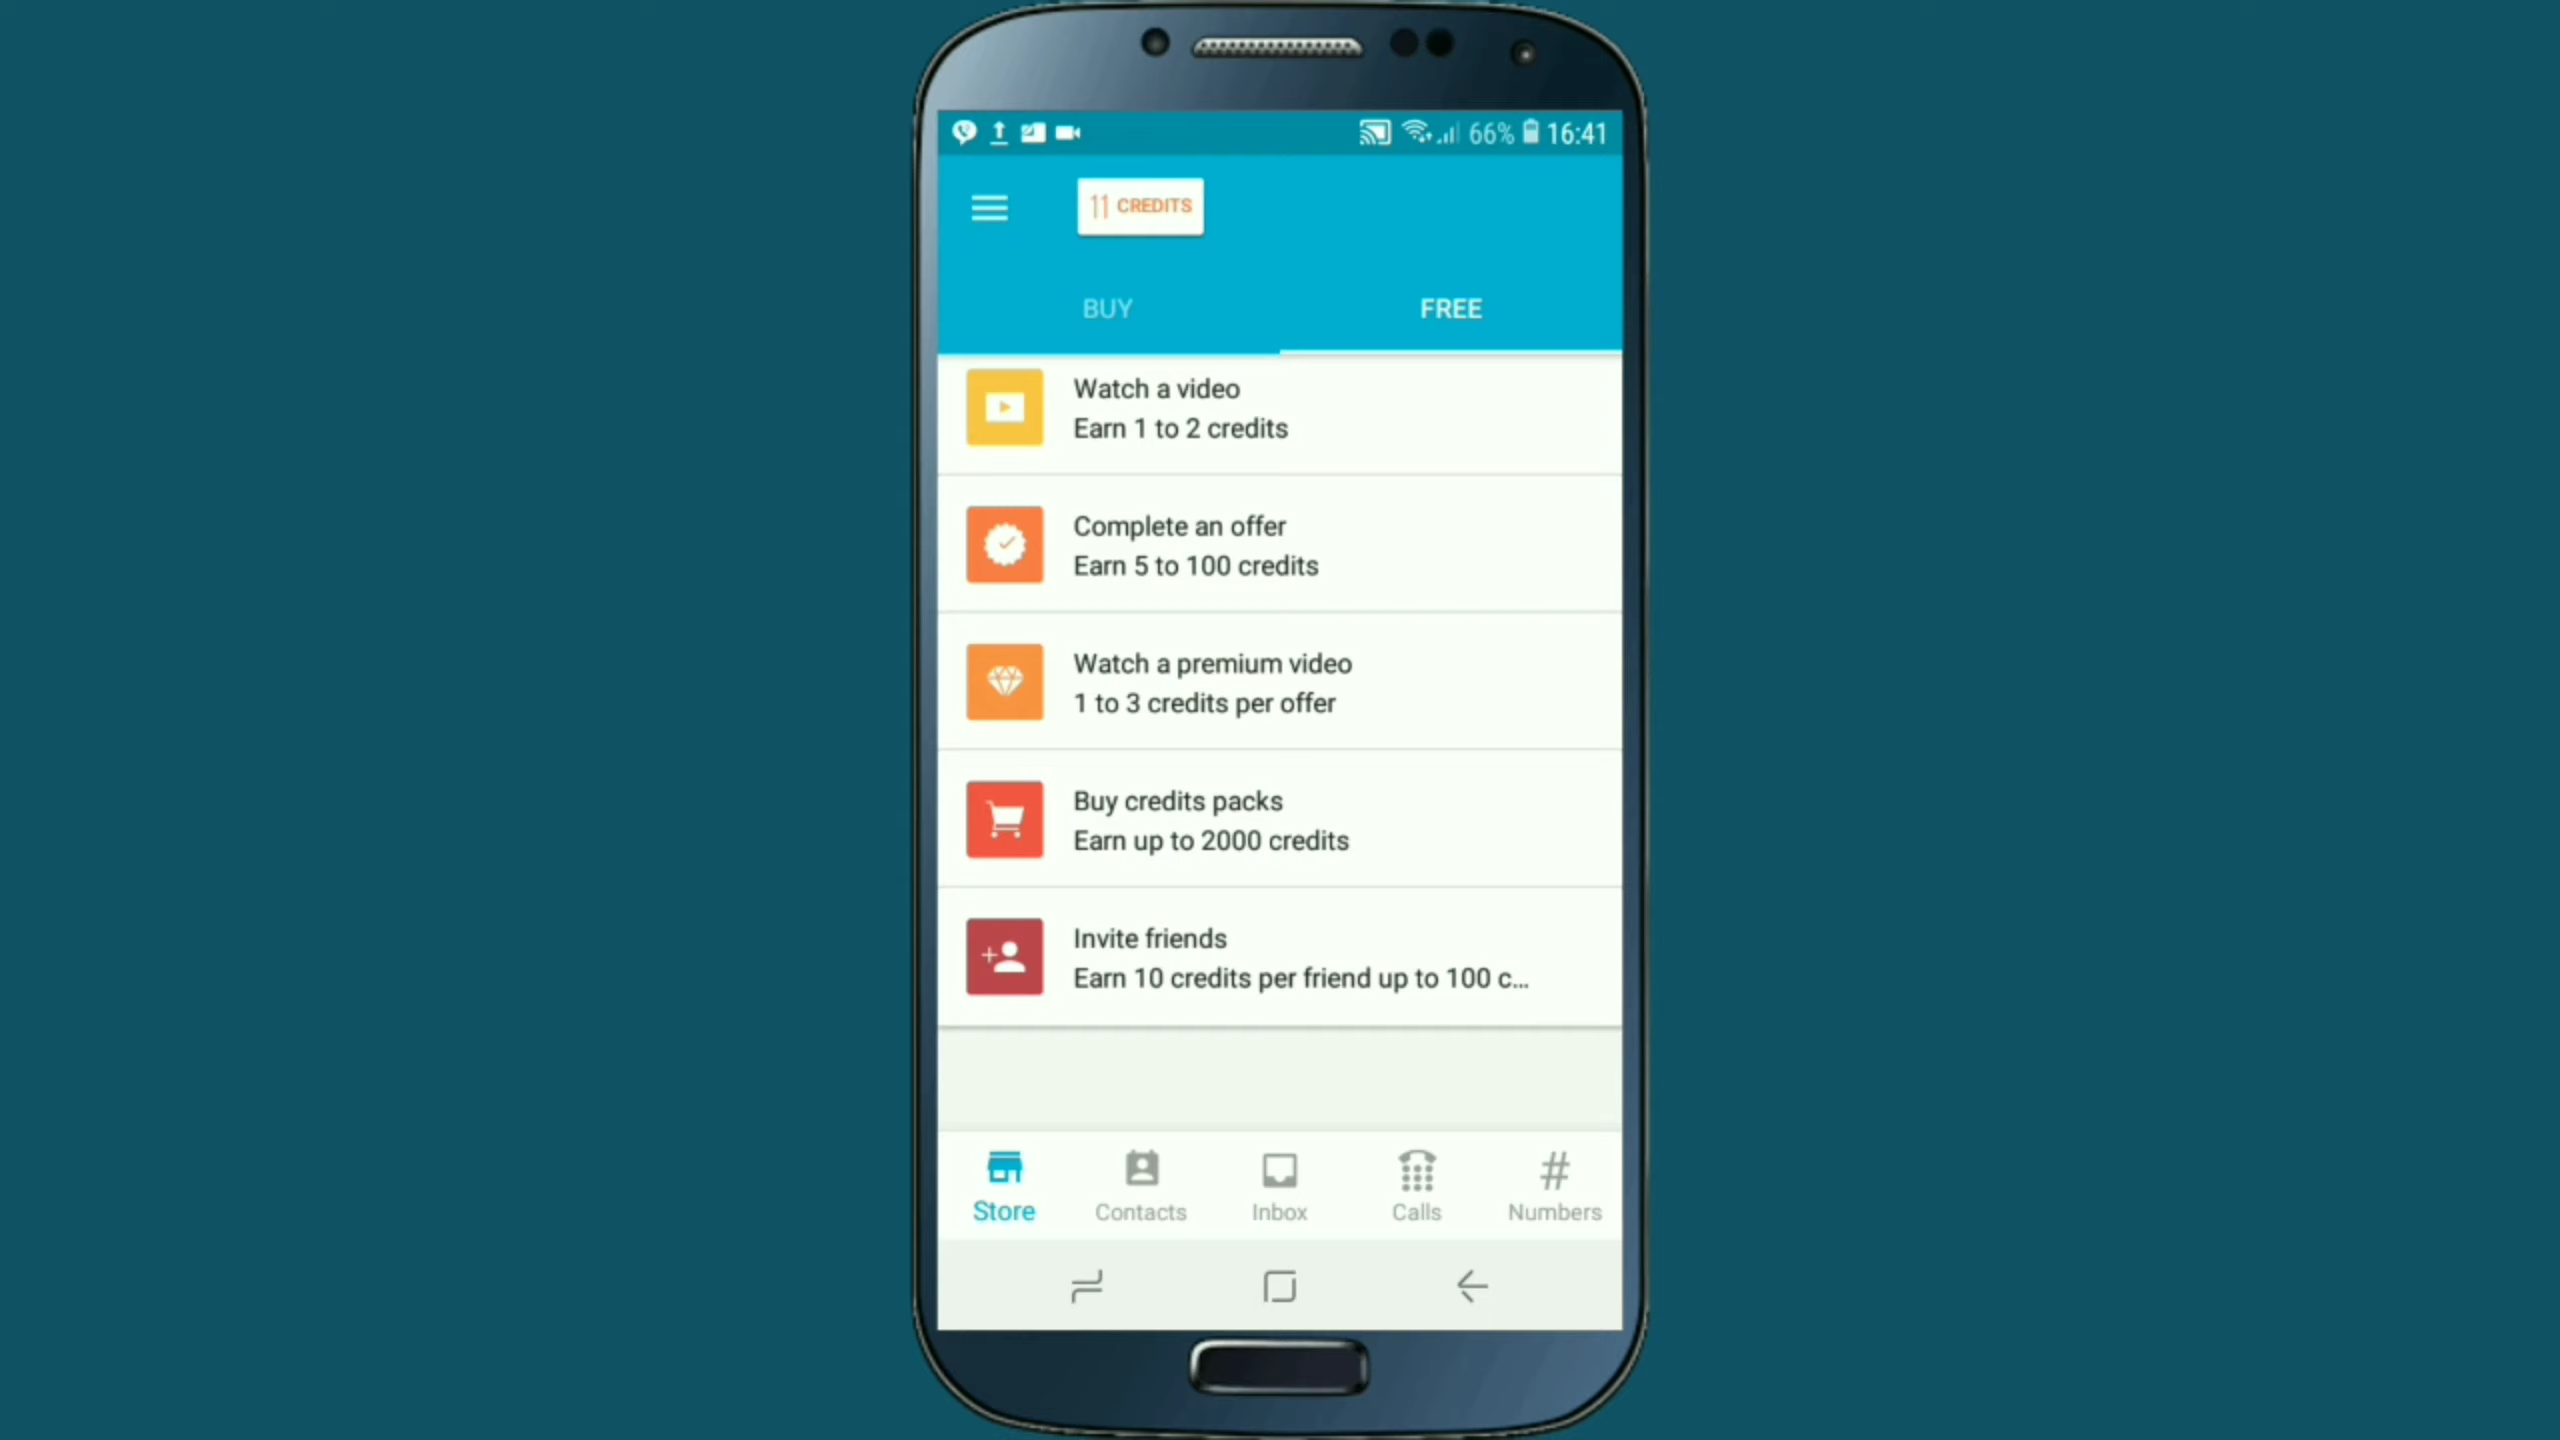 66% 16:41
11 CREDITS
BUY FREE
Watch a video
Earn 1 to 2 credits
Complete an offer
Earn 5 to 100 credits
Watch a premium video
1 to 3 credits per offer
Buy credits packs
Earn up to 2000 credits
Invite friends
Earn 10 credits per friend up to 100 c...
Store Contacts Inbox Calls Numbers